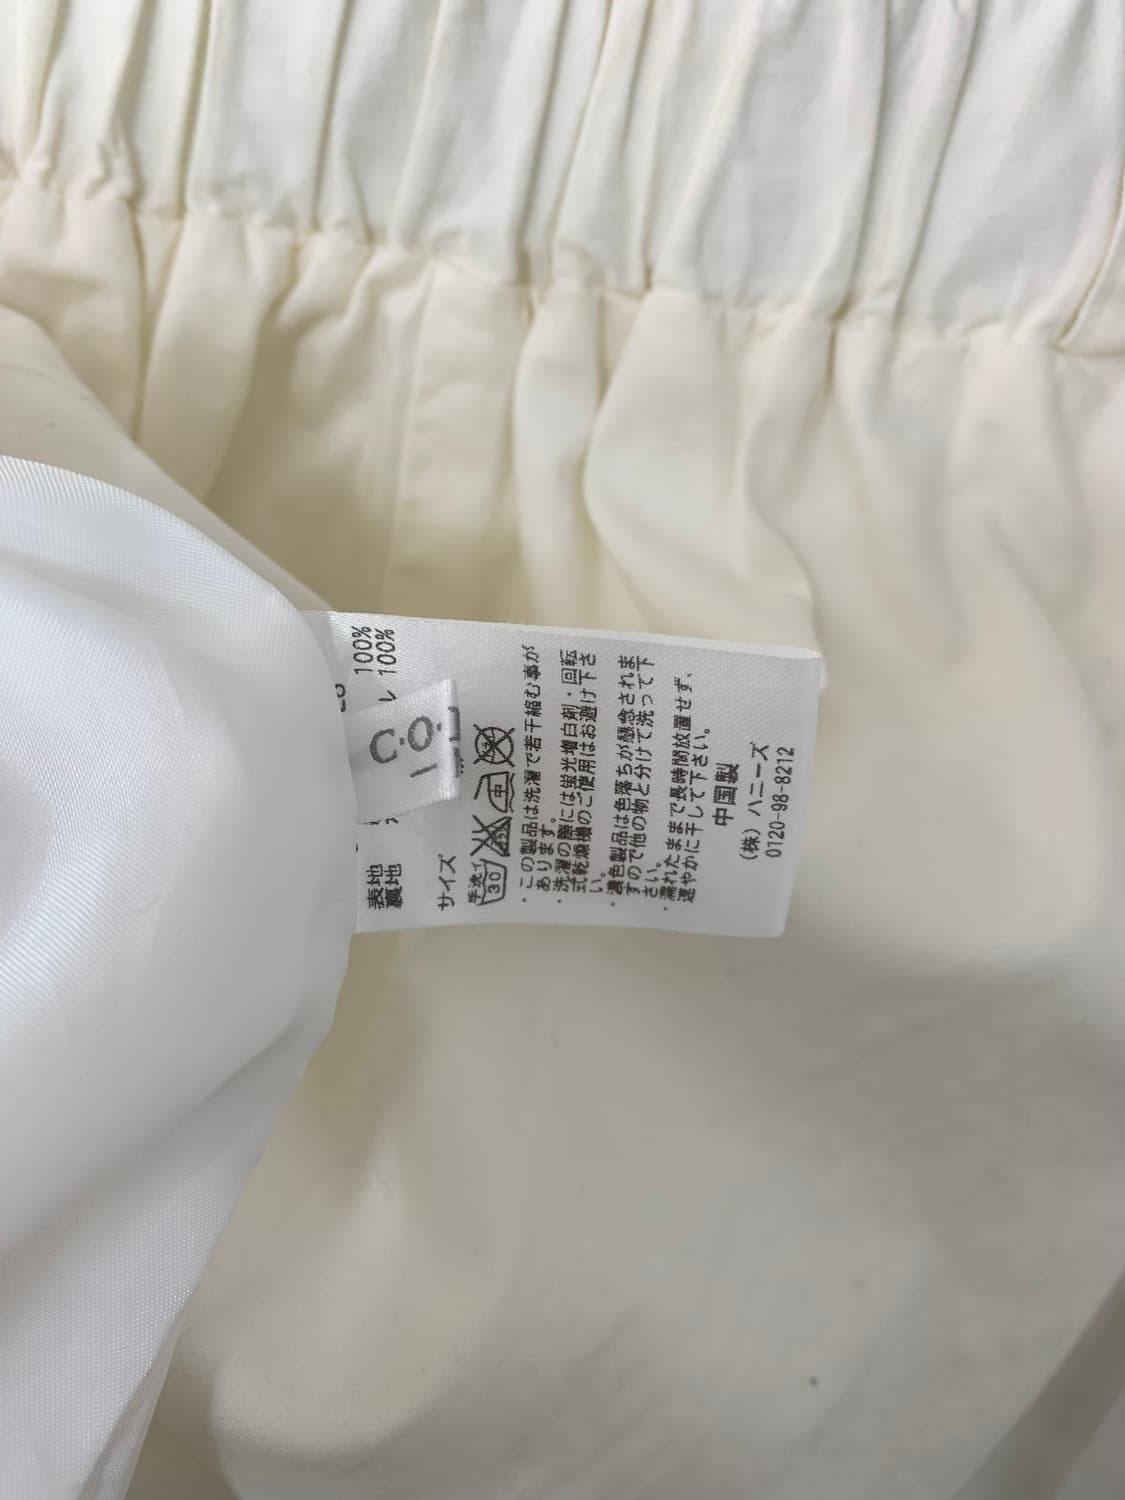 表地 100%
裏地 レ 100%
C.O.L
サイズ
手洗イ
30
中
・この製品は洗濯で若干縮む事が
あります。
・洗濯の際には蛍光増白剤・回転
式乾燥機のご使用はお避け下さ
い。
・濃色製品は色落ちが懸念されま
すので他の物と分けて洗って下
さい。
・濡れたままで長時間放置せず、
速やかに干して下さい。
中国製
(株)ハニーズ
0120-98-8212